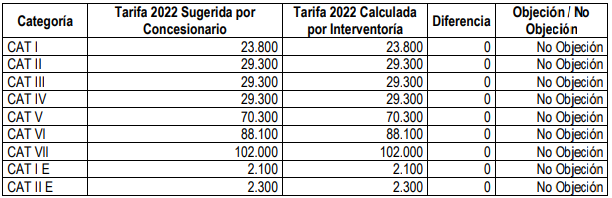 Categoría Tarifa 2022 Sugerida por Concesionario Tarifa 2022 Calculada por Interventoría Diferencia Objeción / No Objeción
CAT I 23.800 23.800 0 No Objeción
CAT II 29.300 29.300 0 No Objeción
CAT III 29.300 29.300 0 No Objeción
CAT IV 29.300 29.300 0 No Objeción
CAT V 70.300 70.300 0 No Objeción
CAT VI 88.100 88.100 0 No Objeción
CAT VII 102.000 102.000 0 No Objeción
CAT I E 2.100 2.100 0 No Objeción
CAT II E 2.300 2.300 0 No Objeción